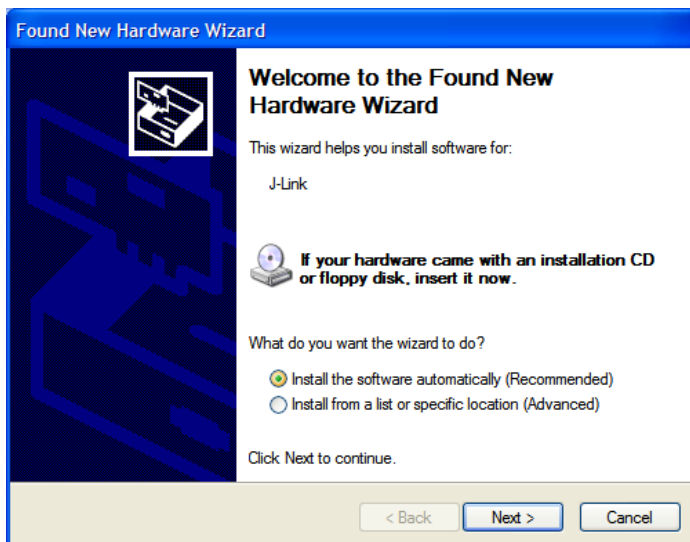 Found New Hardware Wizard
Welcome to the Found New
Hardware Wizard
This wizard helps you install software for:
J-Link
If your hardware came with an installation CD
or floppy disk, insert it now.
What do you want the wizard to do?
Install the software automatically (Recommended)
Install from a list or specific location (Advanced)
Click Next to continue.
< Back Next > Cancel